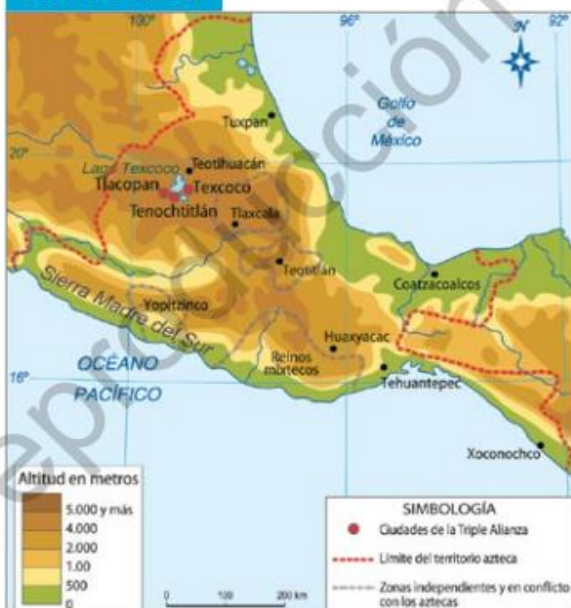 100°
96°
92°
N
Golfo
de
México
Tuxpan
20°
Lago Texcoco
Teotihuacán
Tlacopan
Texcoco
Tenochtitlán
Tlaxcala
Teotitlán
Coatzacoalcos
Sierra Madre del Sur
Yopitzinco
Huaxyacac
Reinos
mixtecos
OCÉANO
PACÍFICO
16°
Tehuantepec
Xoconochco
Altitud en metros
5.000 y más
4.000
2.000
1.00
500
0
0 100 200 km
SIMBOLOGÍA
Ciudades de la Triple Alianza
Límite del territorio azteca
Zonas independientes y en conflicto
con los aztecas
eproducción